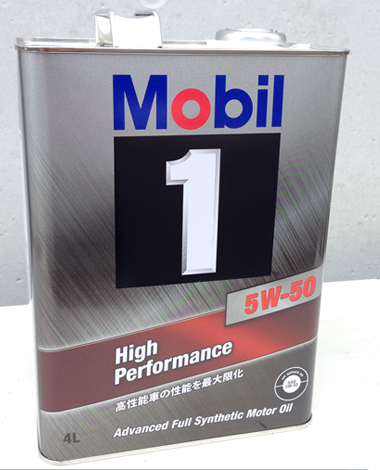 Mobil
1
5W-50
High
Performance
高性能車の性能を最大限化
4L
Advanced Full Synthetic Motor Oil